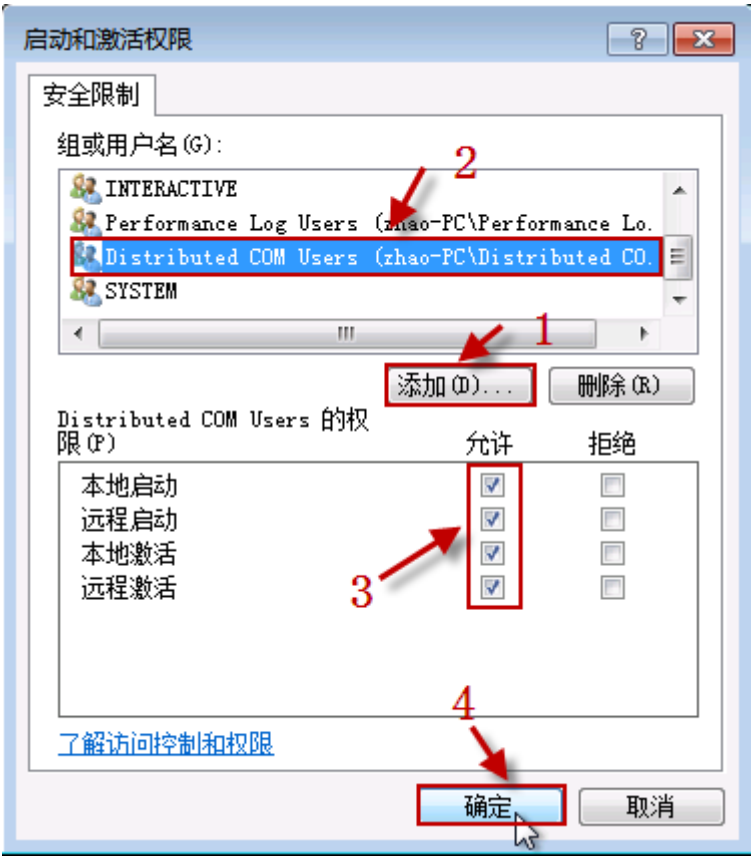 启动和激活权限
安全限制
组或用户名(G):
2
INTERACTIVE
Performance Log Users (zhao-PC\Performance Lo.
Distributed COM Users (zhao-PC\Distributed CO.
SYSTEM
1
添加(D)... 删除(R)
Distributed COM Users 的权
限(P) 允许 拒绝
本地启动
远程启动
本地激活
远程激活
3
4
了解访问控制和权限
确定 取消